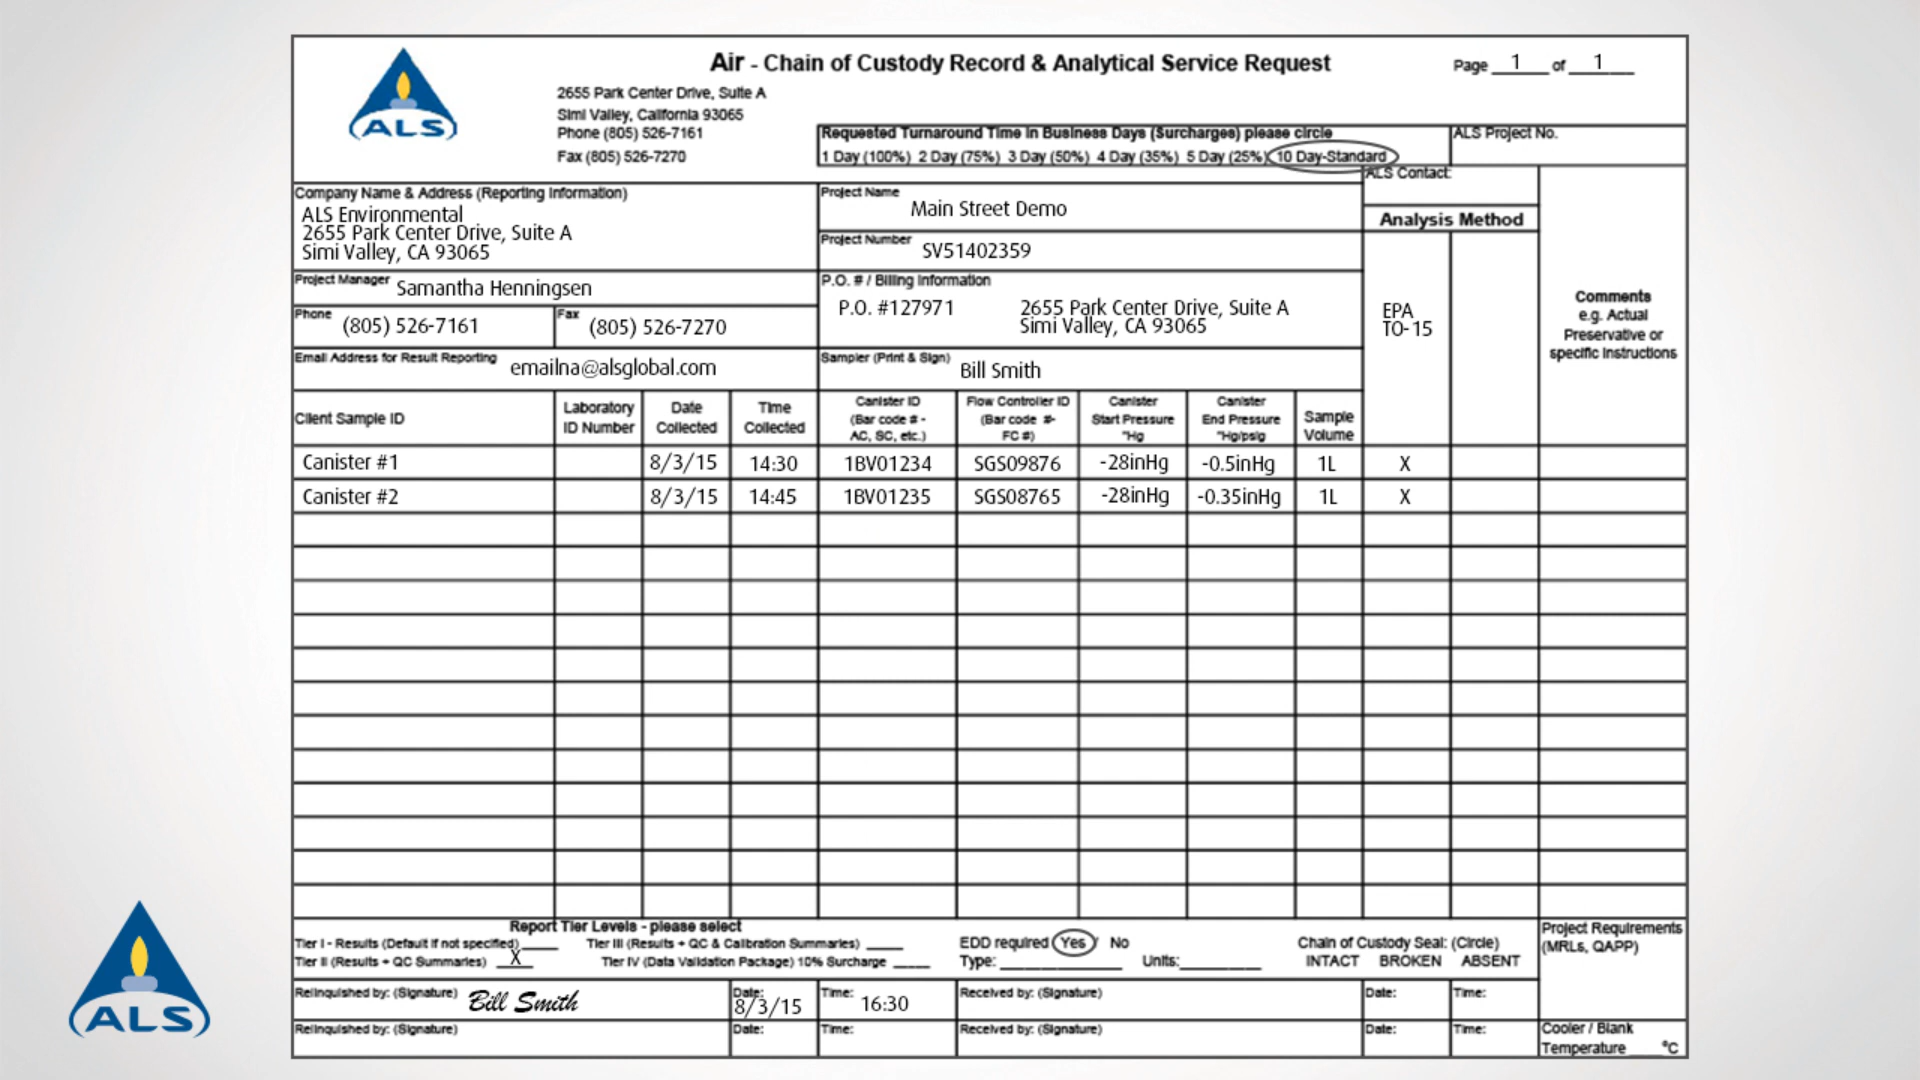 ALS
Air - Chain of Custody Record & Analytical Service Request
Page 1 of 1
2655 Park Center Drive, Suite A
Simi Valley, California 93065
Phone (805) 526-7161
Fax (805) 526-7270
Requested Turnaround Time in Business Days (Surcharges) please circle
1 Day (100%) 2 Day (75%) 3 Day (50%) 4 Day (35%) 5 Day (25%) 10 Day-Standard
ALS Project No.
ALS Contact:
Company Name & Address (Reporting Information)
ALS Environmental
2655 Park Center Drive, Suite A
Simi Valley, CA 93065
Project Name
Main Street Demo
Project Number
SV51402359
Analysis Method
Project Manager Samantha Henningsen
P.O. # / Billing Information
P.O. #127971 2655 Park Center Drive, Suite A
Simi Valley, CA 93065
Phone (805) 526-7161
Fax (805) 526-7270
EPA
TO-15
Comments
e.g. Actual
Preservative or
specific instructions
Email Address for Result Reporting emailna@alsglobal.com
Sampler (Print & Sign) Bill Smith
Client Sample ID
Laboratory
ID Number
Date
Collected
Time
Collected
Canister ID
(Bar code # -
AC, SC, etc.)
Flow Controller ID
(Bar code #-
FC #)
Canister
Start Pressure
"Hg
Canister
End Pressure
"Hg/psig
Sample
Volume
Canister #1 8/3/15 14:30 1BV01234 SGS09876 -28inHg -0.5inHg 1L X
Canister #2 8/3/15 14:45 1BV01235 SGS08765 -28inHg -0.35inHg 1L X
Report Tier Levels - please select
Tier I - Results (Default if not specified) ____ Tier III (Results + QC & Calibration Summaries) ____
Tier II (Results + QC Summaries) X Tier IV (Data Validation Package) 10% Surcharge ____
EDD required Yes / No
Type: ____ Units: ____
Chain of Custody Seal: (Circle)
INTACT BROKEN ABSENT
Project Requirements
(MRLs, QAPP)
Relinquished by: (Signature) Bill Smith Date: 8/3/15 Time: 16:30 Received by: (Signature) Date: Time:
Relinquished by: (Signature) Date: Time: Received by: (Signature) Date: Time:
Cooler / Blank
Temperature ____ °C
ALS